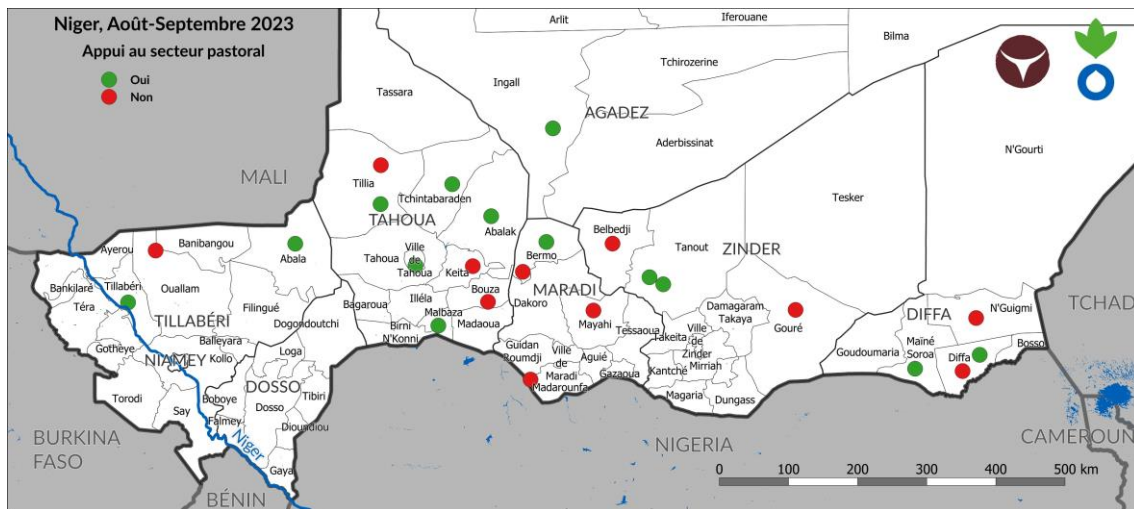 Niger, Août-Septembre 2023
Appui au secteur pastoral
Oui
Non
Arlit
Iferouane
Bilma
Tchirozerine
Ingall
Tassara
AGADEZ
Aderbissinat
N'Gourti
MALI
Tillia
Tchintabaraden
TAHOUA
Abalak
Tesker
Belbedji
Tanout
ZINDER
Ayerou
Banibangou
Abala
Bermo
Tahoua
Ville
de
Tahoua
Keita
Bankilaré
Tillabéri
Ouallam
Téra
Filingué
Bouza
Dakoro
MARADI
Bagaroua
Illéla
Malbaza
Madaoua
Birni
N'Konni
Mayahi
Tessaoua
Damagaram
Takaya
Gouré
DIFFA
N'Guigmi
TCHAD
TILLABÉRI
Dogondoutchi
Balleyara
Gotheye
NIAMEY
Kollo
Loga
Guidan
Roumdji
Ville
de
Maradi
Madarounfa
Aguié
Gazaoua
Takeita
Ville
de
Zinder
Mirriah
Kantché
Magaria
Dungass
Goudoumaria
Maïné
Soroa
Diffa
Bosso
Torodi
Say
Boboye
DOSSO
Dosso
Tibiri
Falmey
Dioundiou
Gaya
Niger
BURKINA
FASO
BÉNIN
NIGERIA
CAMEROUN
0 100 200 300 400 500 km